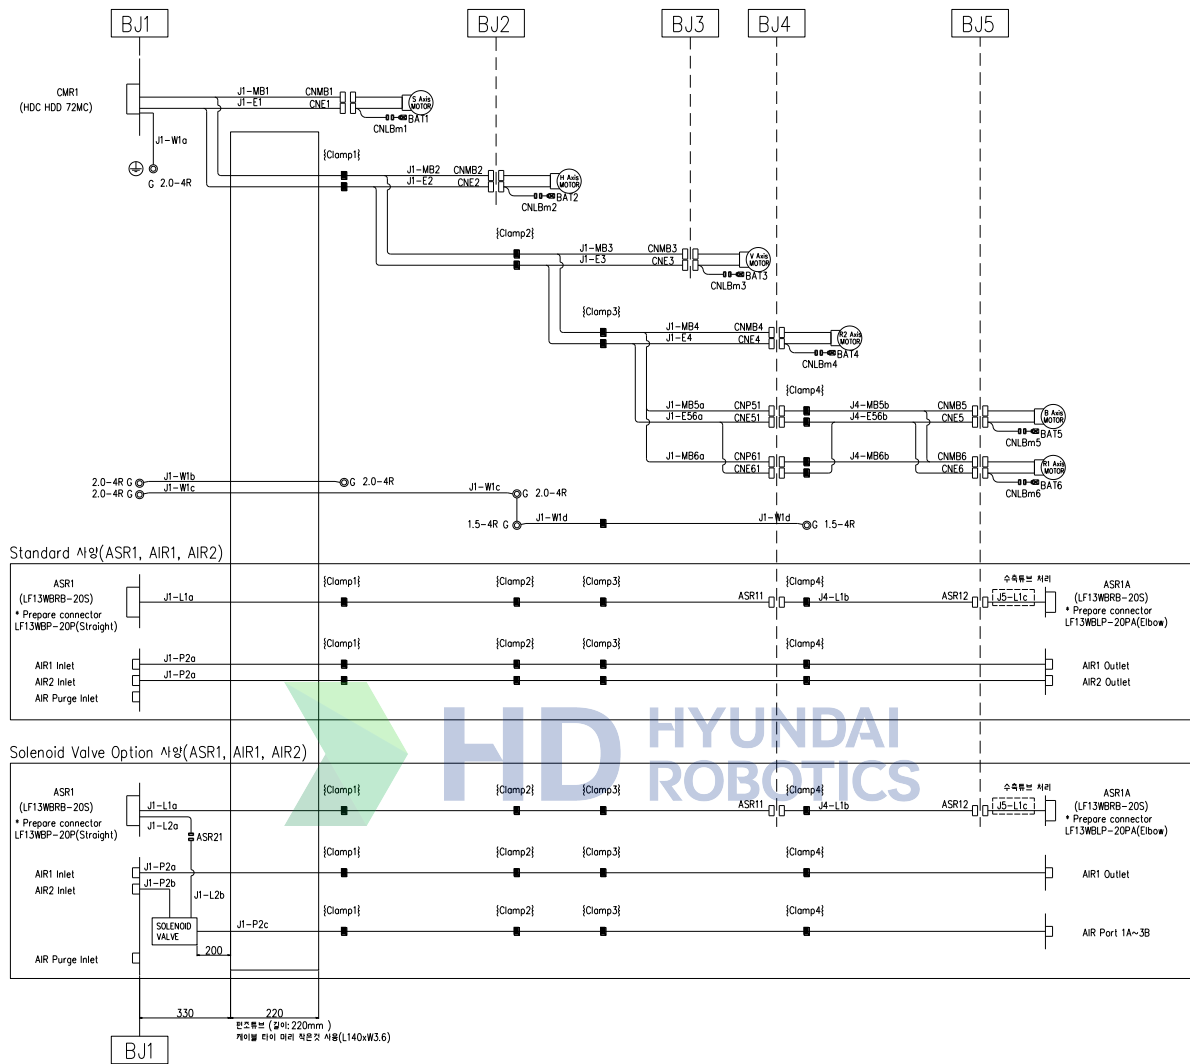 BJ1 BJ2 BJ3 BJ4 BJ5
CMR1
(HDC HDD 72MC)
J1-MB1 CNMB1
J1-E1 CNE1
S Axis
MOTOR
BAT1
CNLBm1
J1-W1a
G 2.0-4R
{Clamp1}
J1-MB2 CNMB2
J1-E2 CNE2
H Axis
MOTOR
BAT2
CNLBm2
{Clamp2}
J1-MB3 CNMB3
J1-E3 CNE3
V Axis
MOTOR
BAT3
CNLBm3
{Clamp3}
J1-MB4 CNMB4
J1-E4 CNE4
R2 Axis
MOTOR
BAT4
CNLBm4
{Clamp4}
J1-MB5a CNP51 J4-MB5b CNMB5
J1-E56a CNE51 J4-E56b CNE5
B Axis
MOTOR
BAT5
CNLBm5
J1-MB6a CNP61 J4-MB6b CNMB6
CNE61 CNE6
R1 Axis
MOTOR
BAT6
CNLBm6
2.0-4R G J1-W1b G 2.0-4R
2.0-4R G J1-W1c J1-W1c G 2.0-4R
1.5-4R G J1-W1d J1-W1d G 1.5-4R
Standard 사양(ASR1, AIR1, AIR2)
ASR1
(LF13WBRB-20S)
* Prepare connector
LF13WBP-20P(Straight)
J1-L1a
{Clamp1} {Clamp2} {Clamp3} {Clamp4}
ASR11 J4-L1b ASR12
수축튜브 처리
J5-L1c
ASR1A
(LF13WBRB-20S)
* Prepare connector
LF13WBLP-20PA(Elbow)
{Clamp1} {Clamp2} {Clamp3} {Clamp4}
AIR1 Inlet J1-P2a AIR1 Outlet
AIR2 Inlet J1-P2a AIR2 Outlet
AIR Purge Inlet
HD HYUNDAI
ROBOTICS
Solenoid Valve Option 사양(ASR1, AIR1, AIR2)
ASR1
(LF13WBRB-20S)
* Prepare connector
LF13WBP-20P(Straight)
J1-L1a
J1-L2a
ASR21
{Clamp1} {Clamp2} {Clamp3} {Clamp4}
ASR11 J4-L1b ASR12
수축튜브 처리
J5-L1c
ASR1A
(LF13WBRB-20S)
* Prepare connector
LF13WBLP-20PA(Elbow)
{Clamp1} {Clamp2} {Clamp3} {Clamp4}
AIR1 Inlet J1-P2a AIR1 Outlet
AIR2 Inlet J1-P2b
J1-L2b
{Clamp1} {Clamp2} {Clamp3} {Clamp4}
SOLENOID
VALVE
J1-P2c
AIR Port 1A~3B
200
AIR Purge Inlet
330 220
편조튜브 (길이: 220mm )
케이블 타이 머리 작은것 사용(L140xW3.6)
BJ1